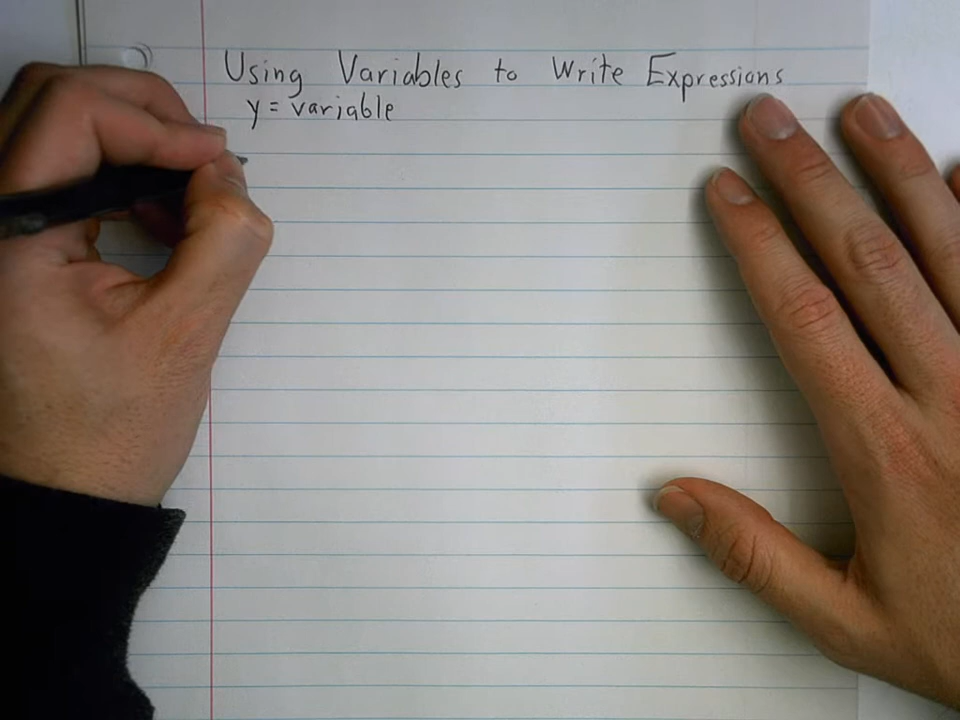 Using Variables to Write Expressions
y = variable